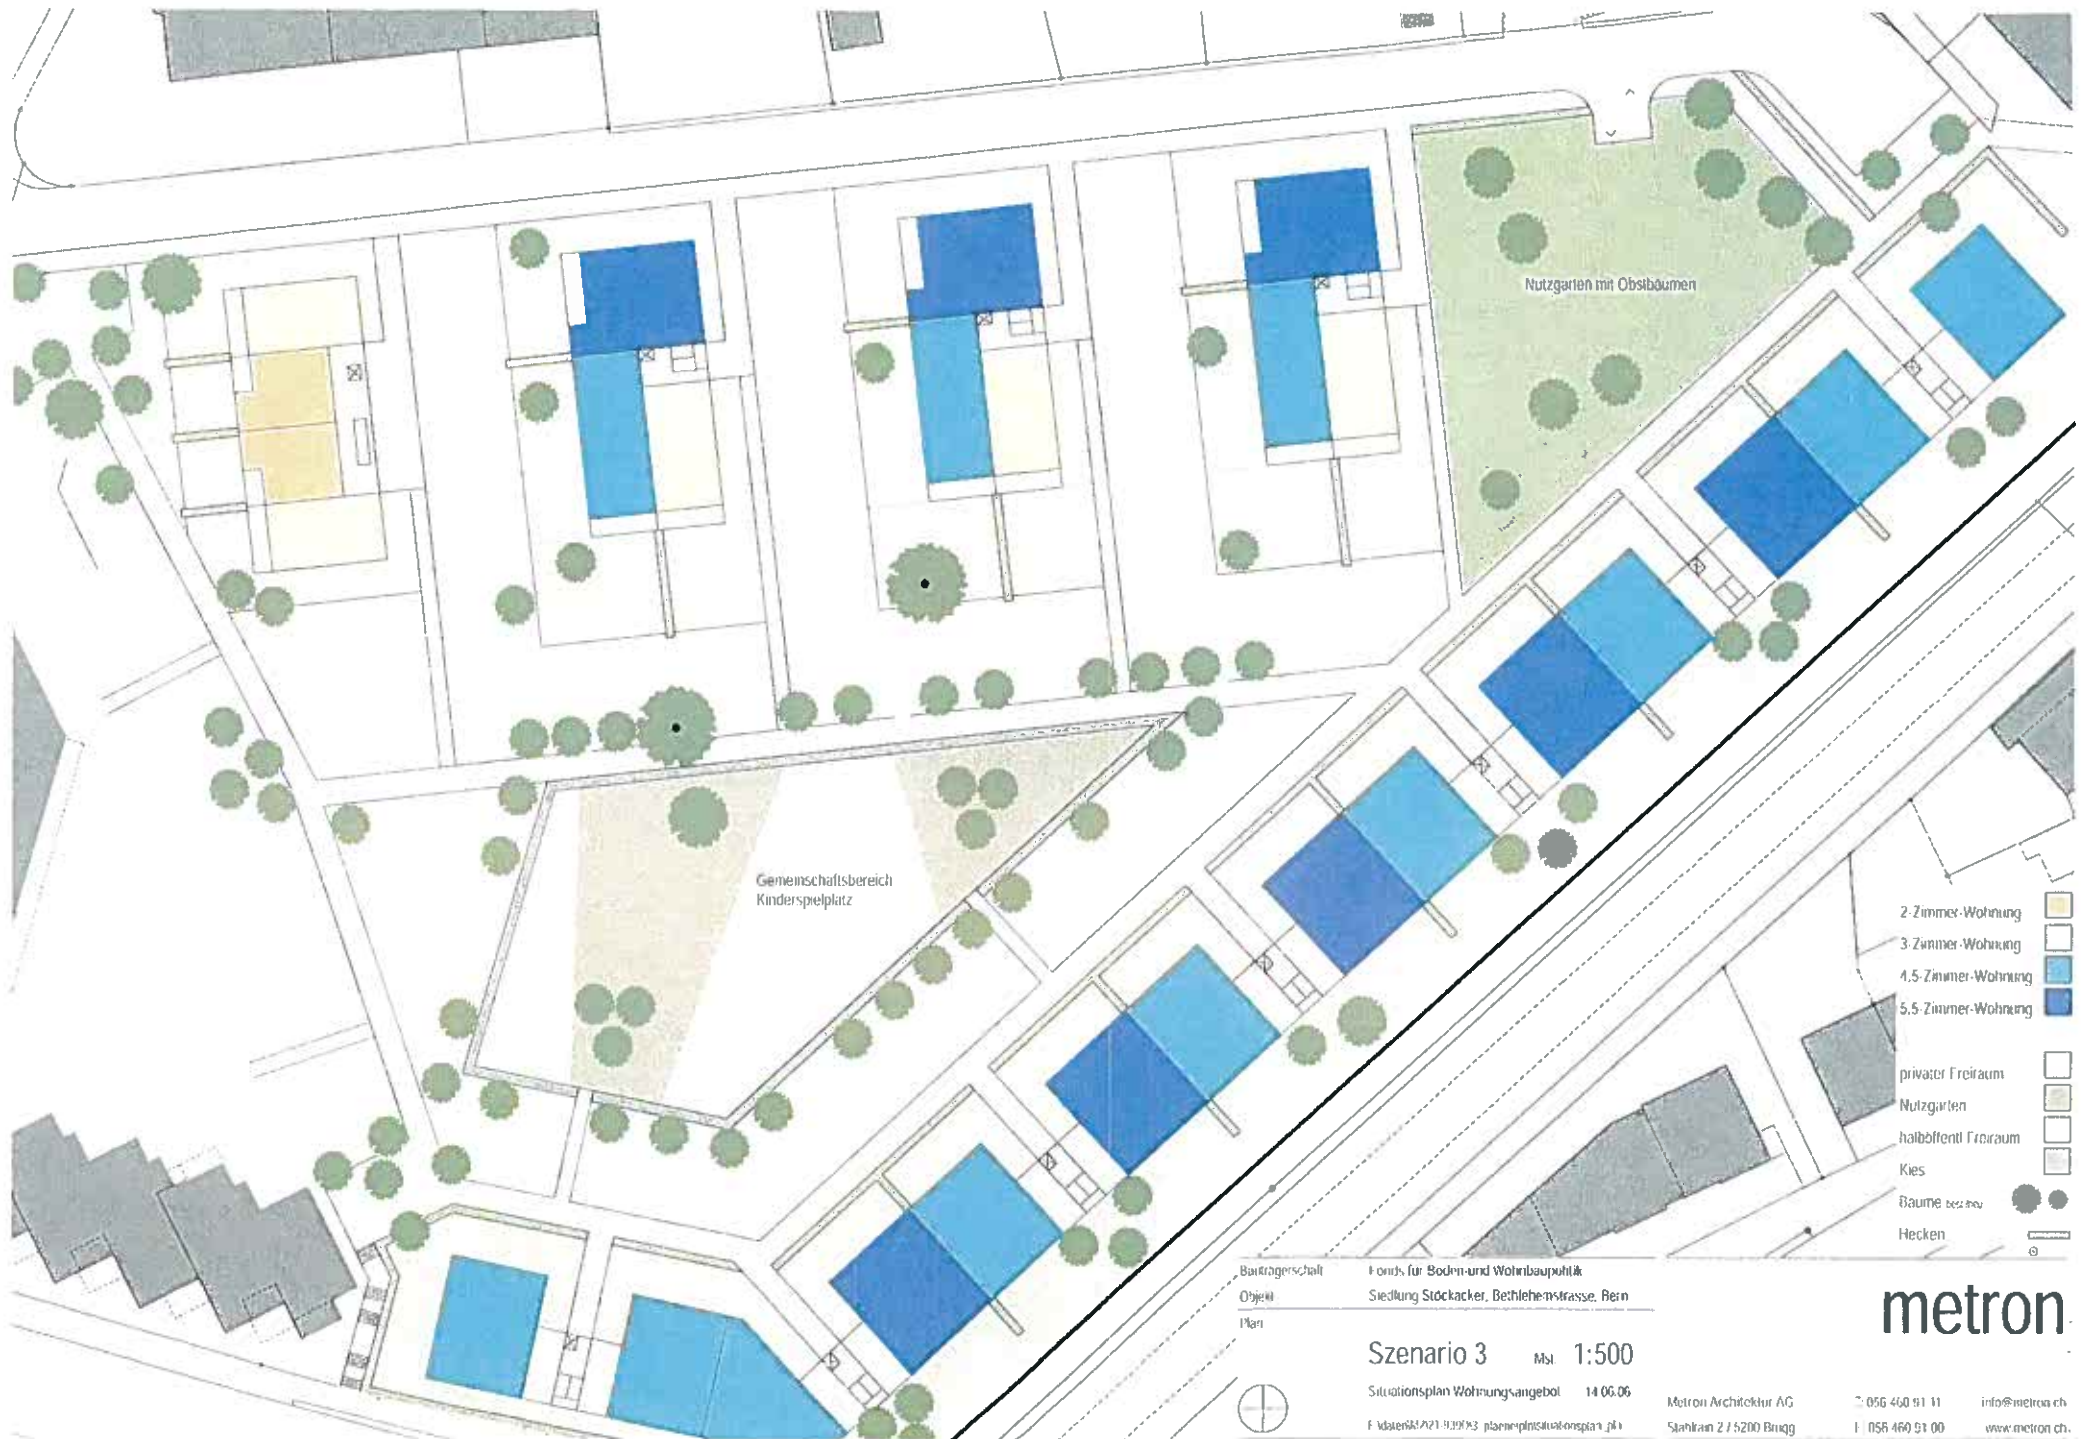 Nutzgarten mit Obstbäumen
Gemeinschaftsbereich
Kinderspielplatz
2-Zimmer-Wohnung
3-Zimmer-Wohnung
4,5-Zimmer-Wohnung
5,5-Zimmer-Wohnung
privater Freiraum
Nutzgarten
halböffentl Freiraum
Kies
Bäume
Hecken
Bauträgerschaft Fonds für Boden-und Wohnbaupolitik
Objekt Siedlung Stöckacker, Bethlehemstrasse, Bern
Plan
metron
Szenario 3 Mst. 1:500
Situationsplan Wohnungsangebot 14.06.06
Metron Architektur AG T 056 460 91 11 info@metron.ch
Stahlrain 2 / 5200 Brugg F 056 460 91 00 www.metron.ch